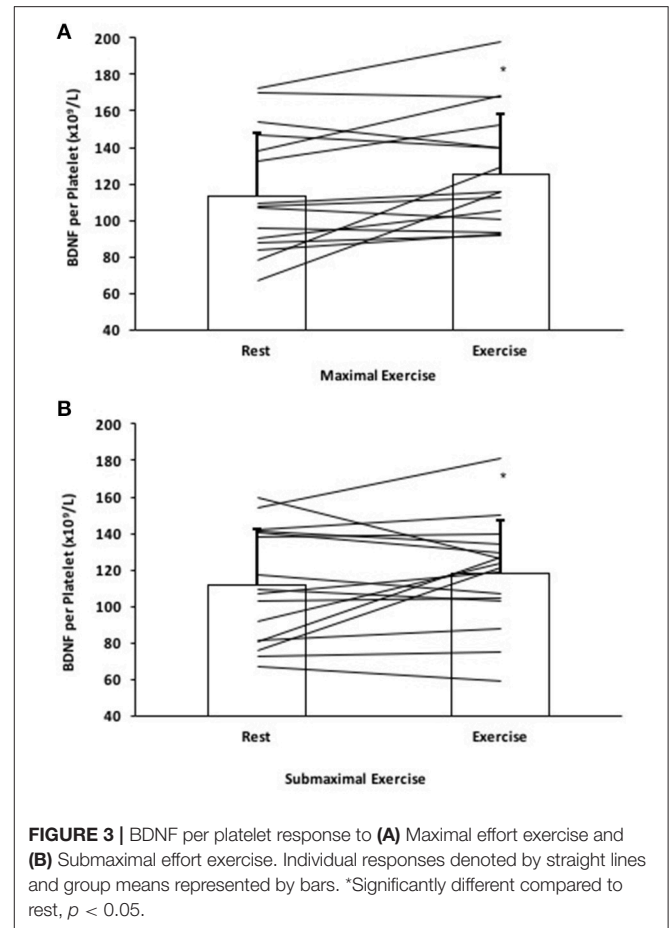 A
200
180
160
140
120
100
80
60
40
BDNF per Platelet (x10⁹/L)
*
Rest
Exercise
Maximal Exercise
B
200
180
160
140
120
100
80
60
40
BDNF per Platelet (x10⁹/L)
*
Rest
Exercise
Submaximal Exercise
FIGURE 3 | BDNF per platelet response to (A) Maximal effort exercise and
(B) Submaximal effort exercise. Individual responses denoted by straight lines
and group means represented by bars. *Significantly different compared to
rest, p < 0.05.